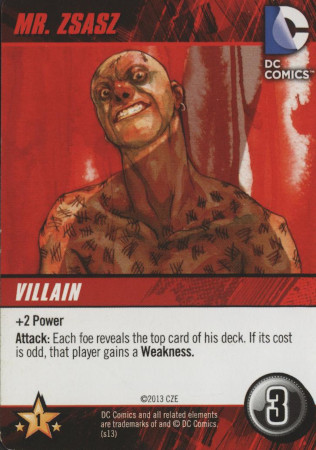 MR. ZSASZ
DC
DC
COMICS™
VILLAIN
+2 Power
Attack: Each foe reveals the top card of his deck. If its cost
is odd, that player gains a Weakness.
©2013 CZE
1
DC Comics and all related elements
are trademarks of and © DC Comics.
(s13)
3